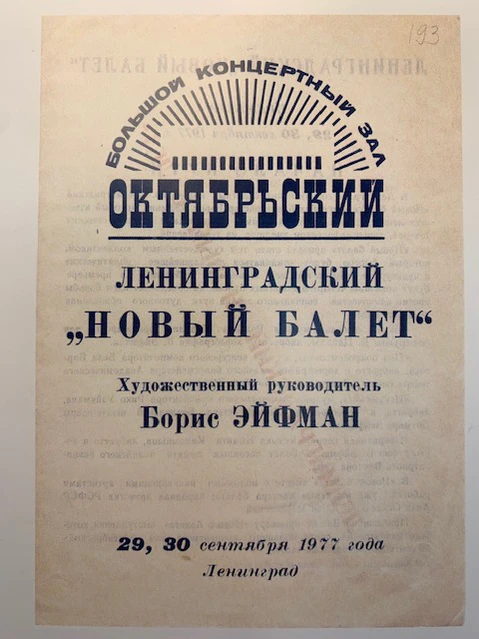 193
БОЛЬШОЙ КОНЦЕРТНЫЙ ЗАЛ
ОКТЯБРЬСКИЙ
ЛЕНИНГРАДСКИЙ
„НОВЫЙ БАЛЕТ“
Художественный руководитель
Борис ЭЙФМАН
29, 30 сентября 1977 года
Ленинград